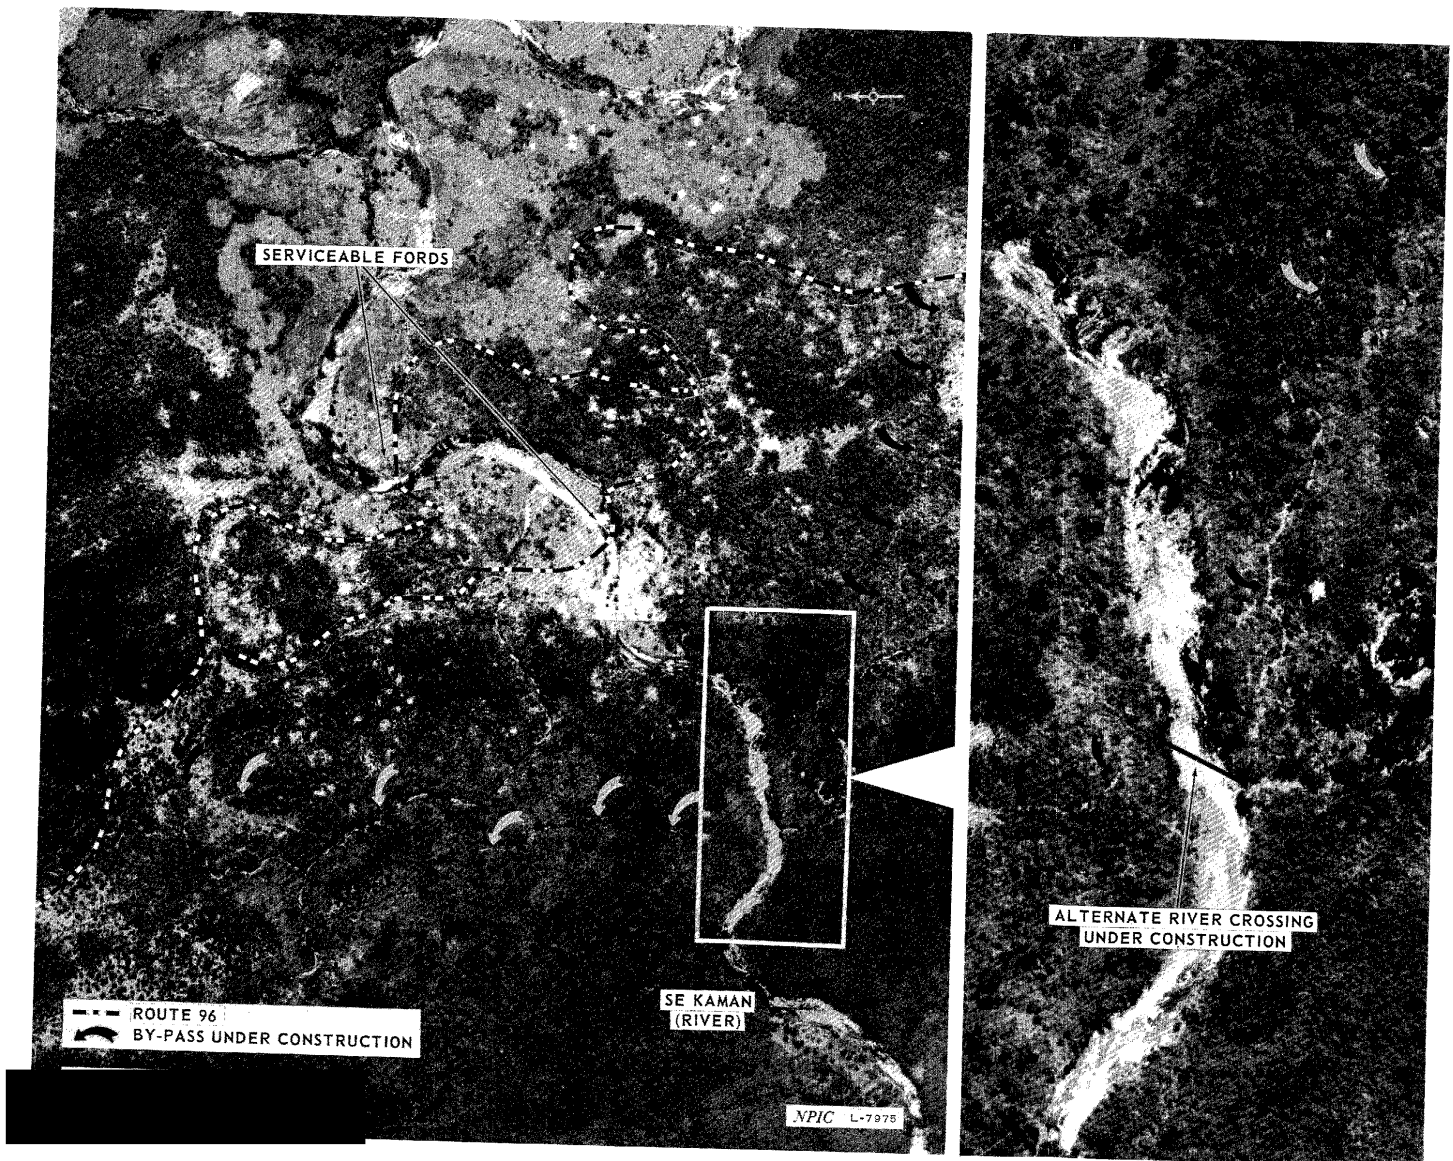 N
SERVICEABLE FORDS
ALTERNATE RIVER CROSSING
UNDER CONSTRUCTION
SE KAMAN
(RIVER)
ROUTE 96
BY-PASS UNDER CONSTRUCTION
NPIC L-7975